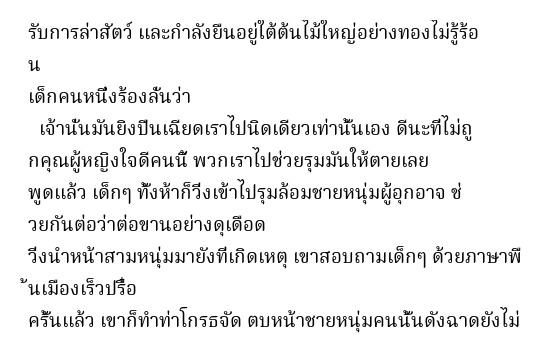 รับการล่าสัตว์ และกำลังยืนอยู่ใต้ต้นไม้ใหญ่อย่างทองไม่รู้ร้อ
น
เด็กคนหนึ่งร้องลั่นว่า
เจ้านั่นมันยิงปืนเฉียดเราไปนิดเดียวเท่านั้นเอง ดีนะที่ไม่ถู
กคุณผู้หญิงใจดีคนนี้ พวกเราไปช่วยรุมมันให้ตายเลย
พูดแล้ว เด็กๆ ทั้งห้าก็วิ่งเข้าไปรุมล้อมชายหนุ่มผู้อุกอาจ ช่
วยกันต่อว่าต่อขานอย่างดุเดือด
วิ่งนำหน้าสามหนุ่มมายังที่เกิดเหตุ เขาสอบถามเด็กๆ ด้วยภาษาพื
้นเมืองเร็วปรื๋อ
ครั้นแล้ว เขาก็ทำท่าโกรธจัด ตบหน้าชายหนุ่มคนนั้นดังฉาดยังไม่